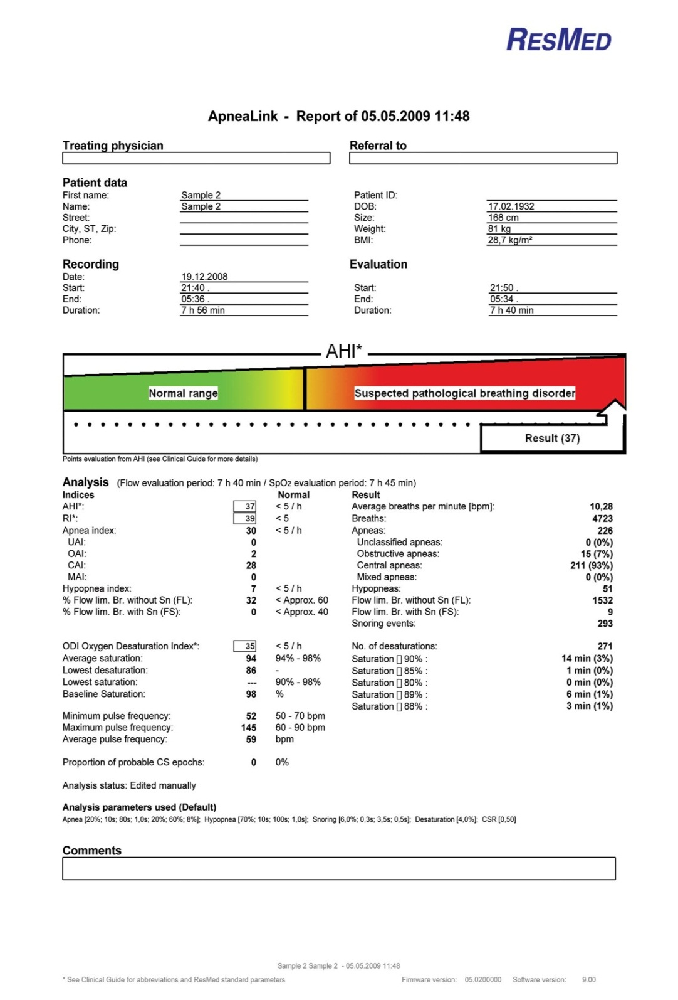 RESMED
ApneaLink - Report of 05.05.2009 11:48
Treating physician Referral to
Patient data
First name: Sample 2 Patient ID:
Name: Sample 2 DOB: 17.02.1932
Street: Size: 168 cm
City, ST, Zip: Weight: 81 kg
Phone: BMI: 28,7 kg/m²
Recording Evaluation
Date: 19.12.2008
Start: 21:40 . Start: 21:50 .
End: 05:36 . End: 05:34 .
Duration: 7 h 56 min Duration: 7 h 40 min
AHI*
Normal range Suspected pathological breathing disorder
Result (37)
Points evaluation from AHI (see Clinical Guide for more details)
Analysis (Flow evaluation period: 7 h 40 min / SpO2 evaluation period: 7 h 45 min)
Indices Normal Result
AHI*: 37 < 5 / h Average breaths per minute [bpm]: 10,28
RI*: 39 < 5 Breaths: 4723
Apnea index: 30 < 5 / h Apneas: 226
UAI: 0 Unclassified apneas: 0 (0%)
OAI: 2 Obstructive apneas: 15 (7%)
CAI: 28 Central apneas: 211 (93%)
MAI: 0 Mixed apneas: 0 (0%)
Hypopnea index: 7 < 5 / h Hypopneas: 51
% Flow lim. Br. without Sn (FL): 32 < Approx. 60 Flow lim. Br. without Sn (FL): 1532
% Flow lim. Br. with Sn (FS): 0 < Approx. 40 Flow lim. Br. with Sn (FS): 9
Snoring events: 293
ODI Oxygen Desaturation Index*: 35 < 5 / h No. of desaturations: 271
Average saturation: 94 94% - 98% Saturation ▯ 90% : 14 min (3%)
Lowest desaturation: 86 - Saturation ▯ 85% : 1 min (0%)
Lowest saturation: --- 90% - 98% Saturation ▯ 80% : 0 min (0%)
Baseline Saturation: 98 % Saturation ▯ 89% : 6 min (1%)
Saturation ▯ 88% : 3 min (1%)
Minimum pulse frequency: 52 50 - 70 bpm
Maximum pulse frequency: 145 60 - 90 bpm
Average pulse frequency: 59 bpm
Proportion of probable CS epochs: 0 0%
Analysis status: Edited manually
Analysis parameters used (Default)
Apnea [20%; 10s; 80s; 1,0s; 20%; 60%; 8%]; Hypopnea [70%; 10s; 100s; 1,0s]; Snoring [6,0%; 0,3s; 3,5s; 0,5s]; Desaturation [4,0%]; CSR [0,50]
Comments
Sample 2 Sample 2 - 05.05.2009 11:48
* See Clinical Guide for abbreviations and ResMed standard parameters Firmware version: 05.0200000 Software version: 9.00